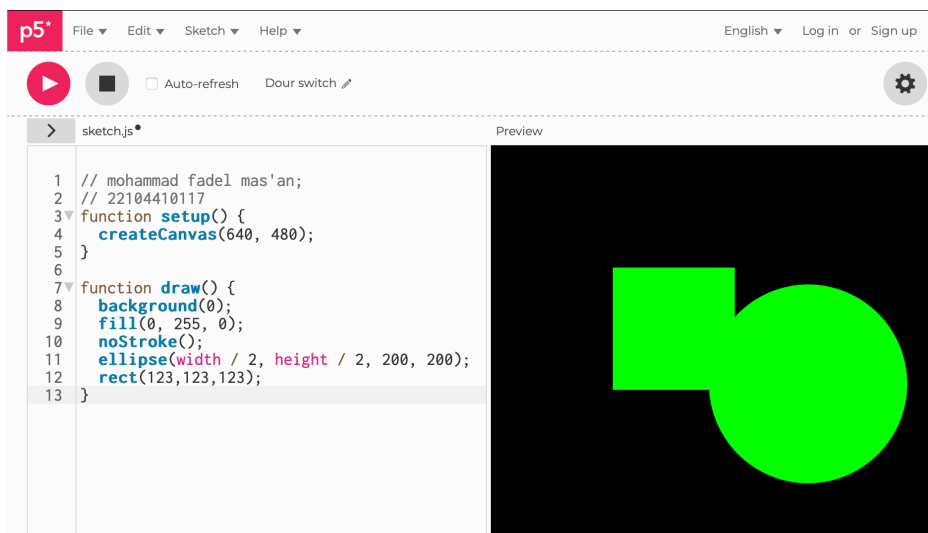 p5* File Edit Sketch Help English Log in or Sign up
Auto-refresh Dour switch
sketch.js Preview
1 // mohammad fadel mas'an;
2 // 22104410117
3 function setup() {
4 createCanvas(640, 480);
5 }
6
7 function draw() {
8 background(0);
9 fill(0, 255, 0);
10 noStroke();
11 ellipse(width / 2, height / 2, 200, 200);
12 rect(123,123,123);
13 }